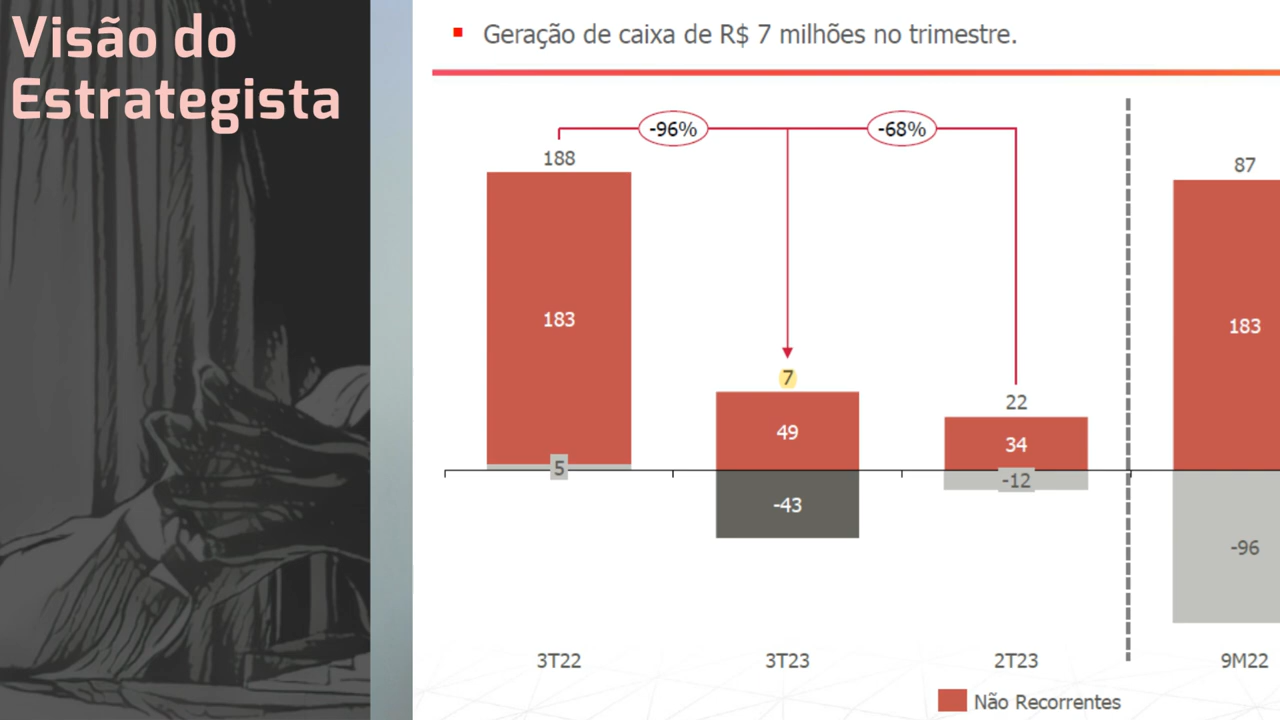 Visão do
Estrategista
Geração de caixa de R$ 7 milhões no trimestre.
-96%
-68%
188
87
183
183
7
22
49
34
5
-12
-43
-96
3T22
3T23
2T23
9M22
Não Recorrentes